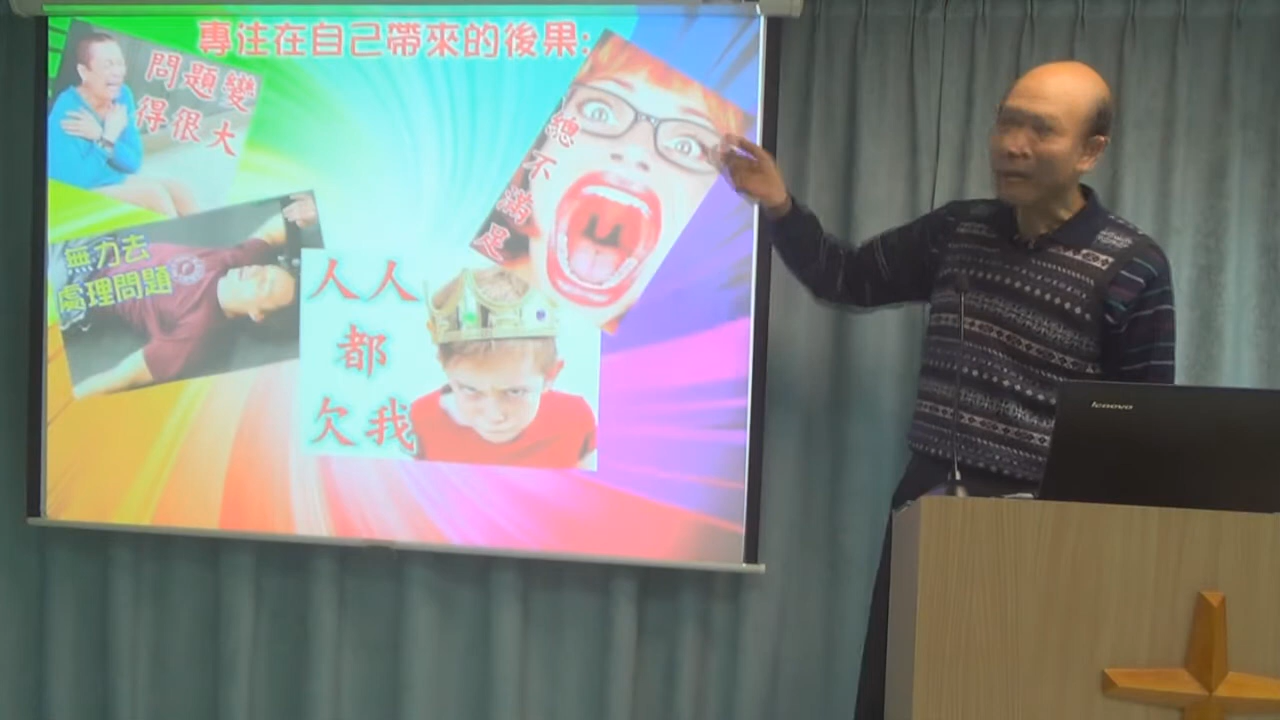 專注在自己帶來的後果:
問題變
得很大
總不滿足
無力去
處理問題
人人
都
欠我
lenovo